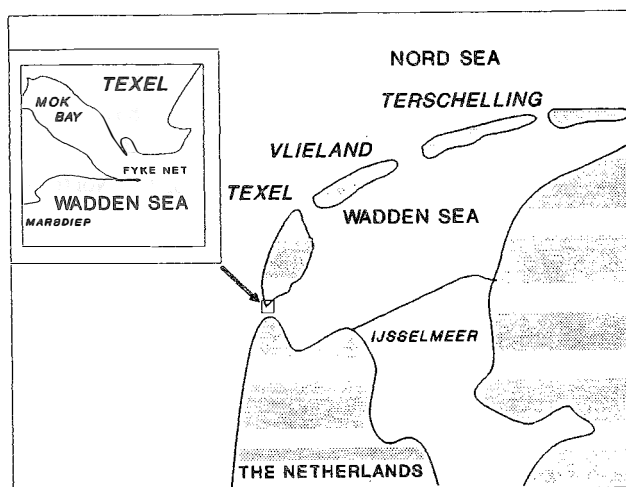 NORD SEA
TEXEL
TERSCHELLING
MOK
BAY
VLIELAND
FYKE NET
TEXEL
WADDEN SEA
WADDEN SEA
MARSDIEP
IJSSELMEER
THE NETHERLANDS